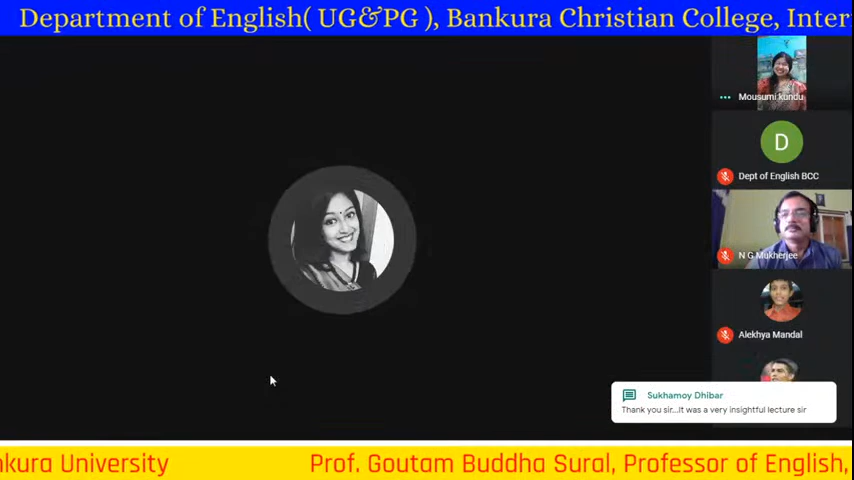 Department of English( UG&PG ), Bankura Christian College, Inter
Mousumi kundu
D
Dept of English BCC
N G Mukherjee
Alekhya Mandal
Sukhamoy Dhibar
Thank you sir...it was a very insightful lecture sir
nkura University Prof. Goutam Buddha Sural, Professor of English,